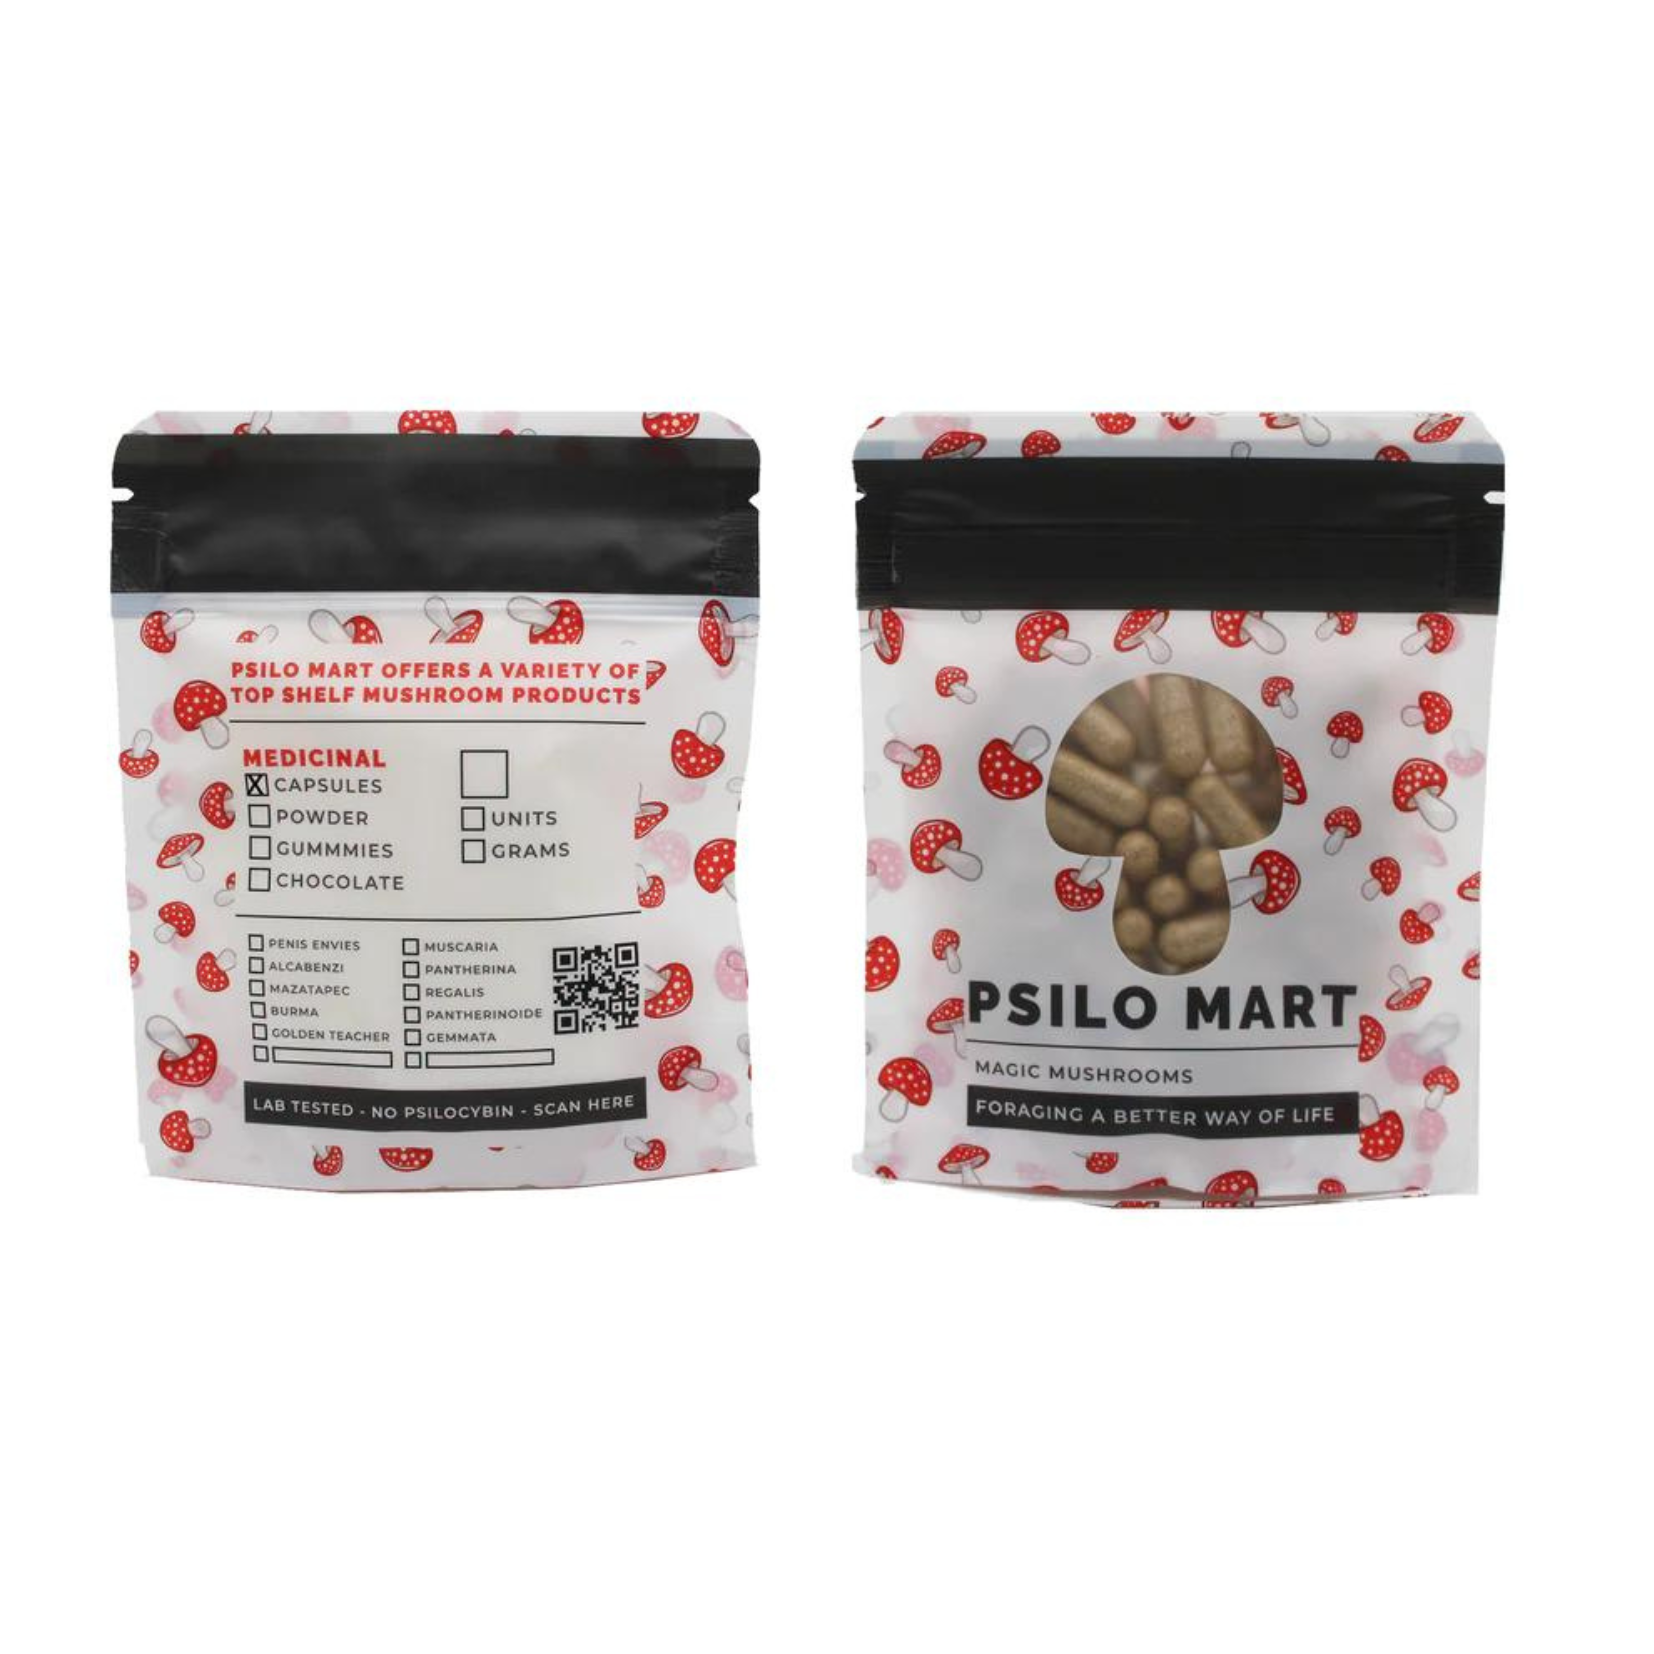 PSILO MART OFFERS A VARIETY OF
TOP SHELF MUSHROOM PRODUCTS
MEDICINAL
X CAPSULES
POWDER
GUMMMIES
CHOCOLATE
UNITS
GRAMS
PENIS ENVIES
ALCABENZI
MAZATAPEC
BURMA
GOLDEN TEACHER
MUSCARIA
PANTHERINA
REGALIS
PANTHERINOIDE
GEMMATA
LAB TESTED - NO PSILOCYBIN - SCAN HERE
PSILO MART
MAGIC MUSHROOMS
FORAGING A BETTER WAY OF LIFE